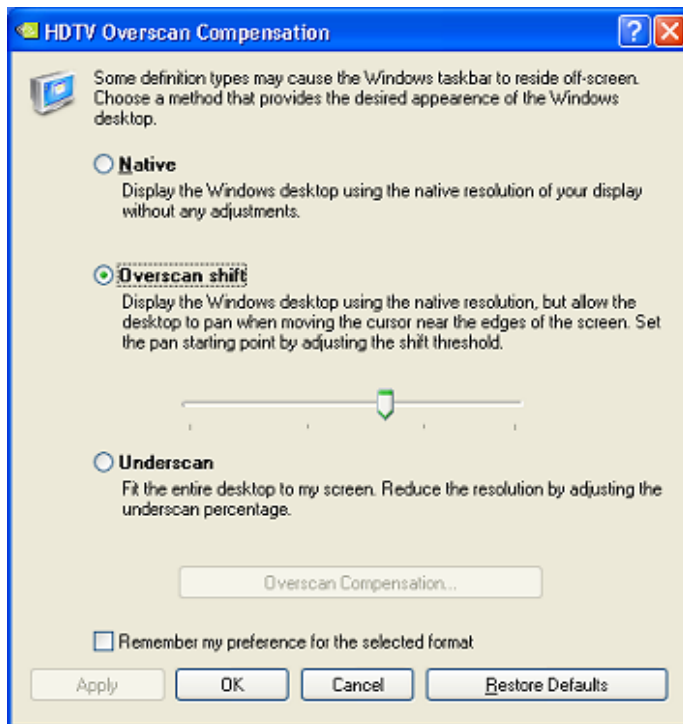 HDTV Overscan Compensation
Some definition types may cause the Windows taskbar to reside off-screen.
Choose a method that provides the desired appearence of the Windows
desktop.
Native
Display the Windows desktop using the native resolution of your display
without any adjustments.
Overscan shift
Display the Windows desktop using the native resolution, but allow the
desktop to pan when moving the cursor near the edges of the screen. Set
the pan starting point by adjusting the shift threshold.
Underscan
Fit the entire desktop to my screen. Reduce the resolution by adjusting the
underscan percentage.
Overscan Compensation...
Remember my preference for the selected format
Apply OK Cancel Restore Defaults